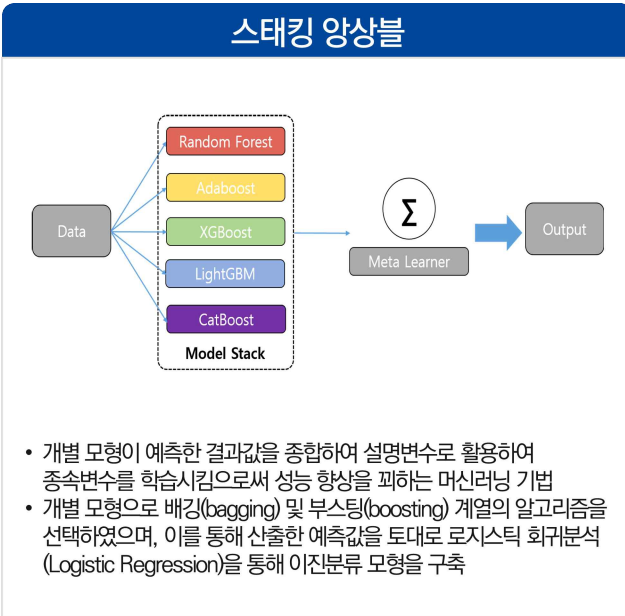 스태킹 앙상블
Random Forest
Adaboost
Data
XGBoost
Σ
Output
LightGBM
Meta Learner
CatBoost
Model Stack
• 개별 모형이 예측한 결과값을 종합하여 설명변수로 활용하여
종속변수를 학습시킴으로써 성능 향상을 꾀하는 머신러닝 기법
• 개별 모형으로 배깅(bagging) 및 부스팅(boosting) 계열의 알고리즘을
선택하였으며, 이를 통해 산출한 예측값을 토대로 로지스틱 회귀분석
(Logistic Regression)을 통해 이진분류 모형을 구축